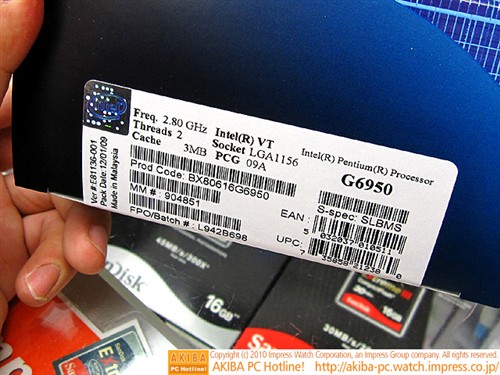 intel
Freq. 2.80 GHz Intel(R) VT
Threads 2 Socket LGA1156
Cache 3MB PCG 09A
Intel(R) Pentium(R) Processor
G6950
Ver #:E81136-001
Pack Date: 12/01/09
Made in Malaysia
Prod Code: BX80616G6950
MM #: 904851
FPO/Batch #: L942B698
S-spec: SLBMS
EAN
UPC:
SanDisk
16GB
Extreme
30MB/s
AKIBA
PC Hotline!
Copyright (c) 2010 Impress Watch Corporation, an Impress Group company. All rights reserved.
AKIBA PC Hotline! http://akiba-pc.watch.impress.co.jp/